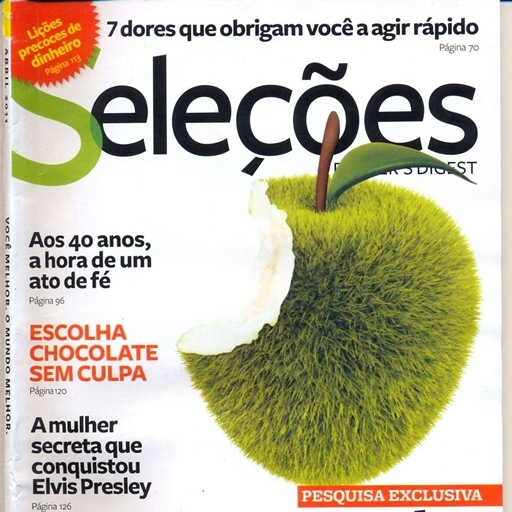 Lições
precoces de
dinheiro
Página 113
7 dores que obrigam você a agir rápido
Página 70
Seleções
READER'S DIGEST
ABRIL 2011
VOCÊ MELHOR. O MUNDO MELHOR.
Aos 40 anos,
a hora de um
ato de fé
Página 96
ESCOLHA
CHOCOLATE
SEM CULPA
Página 120
A mulher
secreta que
conquistou
Elvis Presley
Página 126
PESQUISA EXCLUSIVA